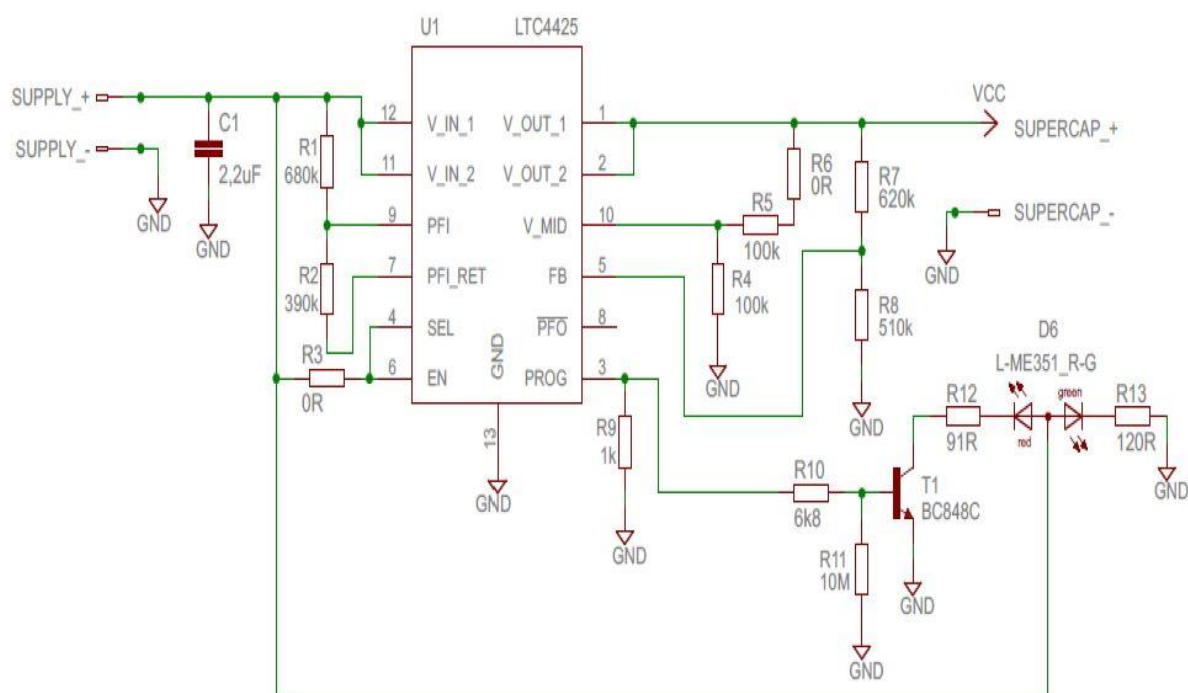 U1
LTC4425
SUPPLY_+
SUPPLY_-
GND
C1
2,2uF
GND
R1
680k
R2
390k
R3
0R
12
11
9
7
4
6
V_IN_1
V_IN_2
PFI
PFI_RET
SEL
EN
GND
13
GND
V_OUT_1
V_OUT_2
V_MID
FB
PFO
PROG
1
2
10
5
8
3
R5
100k
R6
0R
R4
100k
GND
R7
620k
R8
510k
GND
VCC
SUPERCAP_+
SUPERCAP_-
GND
R9
1k
GND
R10
6k8
R11
10M
GND
T1
BC848C
GND
R12
91R
D6
L-ME351_R-G
red
green
R13
120R
GND